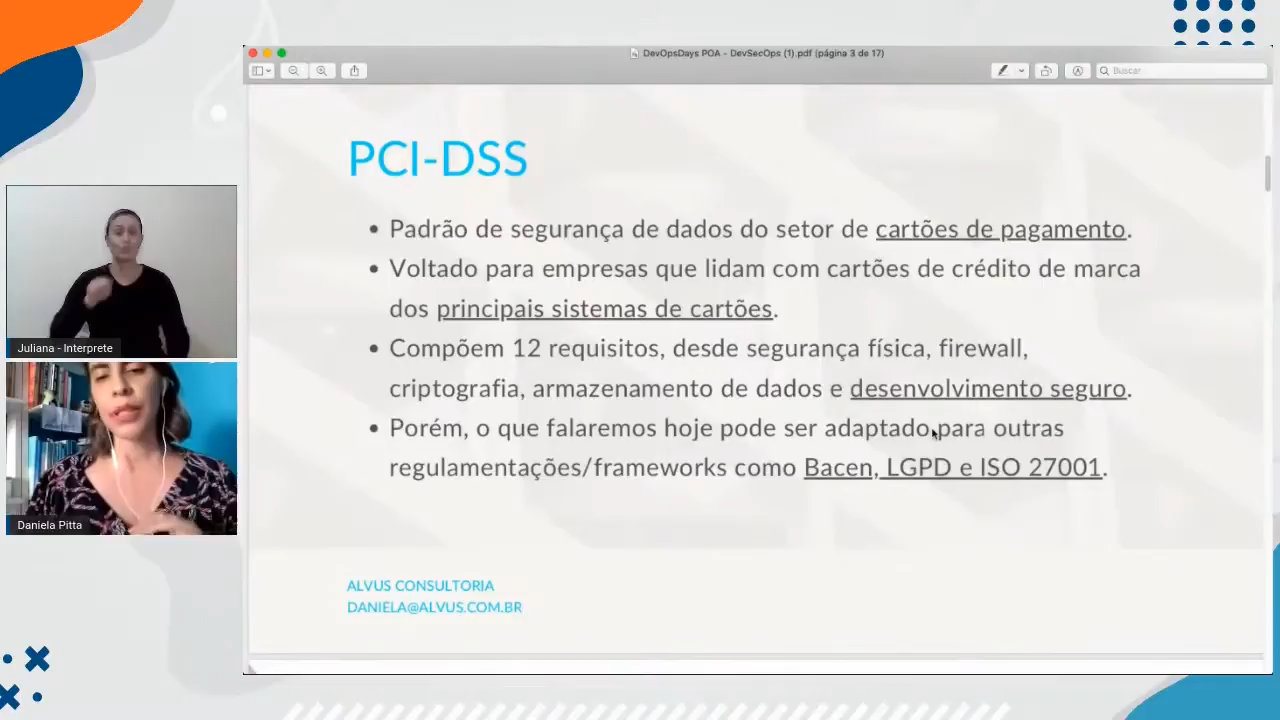 DevOpsDays POA - DevSecOps (1).pdf (página 3 de 17)
Buscar
PCI-DSS
• Padrão de segurança de dados do setor de cartões de pagamento.
• Voltado para empresas que lidam com cartões de crédito de marca
dos principais sistemas de cartões.
• Compõem 12 requisitos, desde segurança física, firewall,
criptografia, armazenamento de dados e desenvolvimento seguro.
• Porém, o que falaremos hoje pode ser adaptado para outras
regulamentações/frameworks como Bacen, LGPD e ISO 27001.
ALVUS CONSULTORIA
DANIELA@ALVUS.COM.BR
Juliana - Interprete
Daniela Pitta